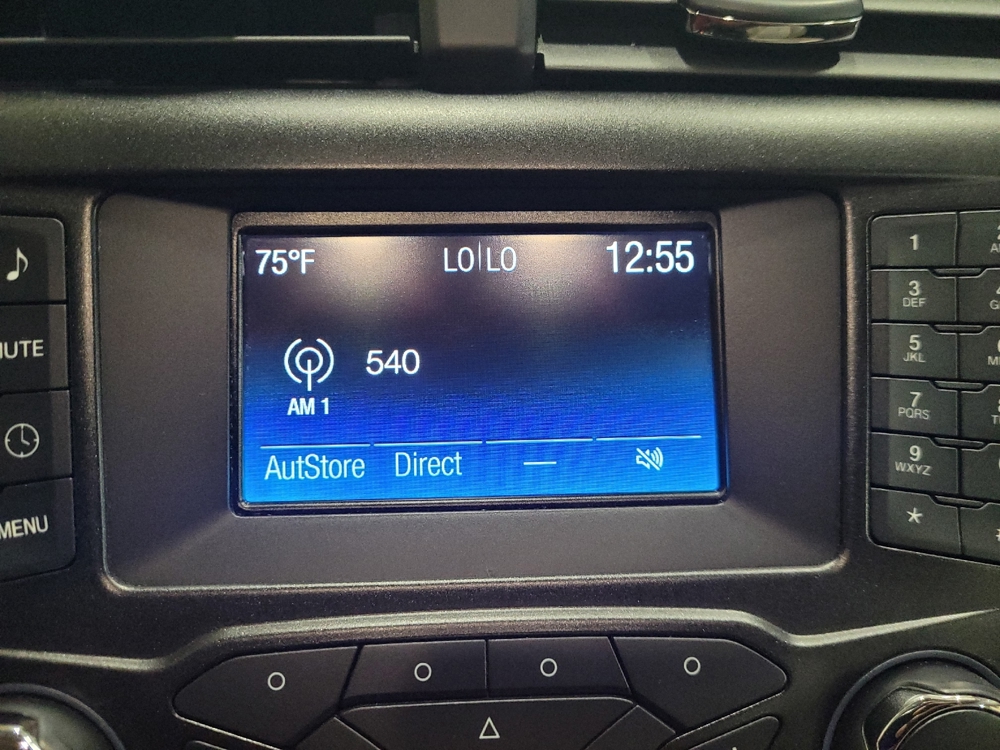 75°F LO|LO 12:55
540
AM 1
AutStore Direct —
MENU
1
3
DEF
5
JKL
7
PQRS
9
WXYZ
*